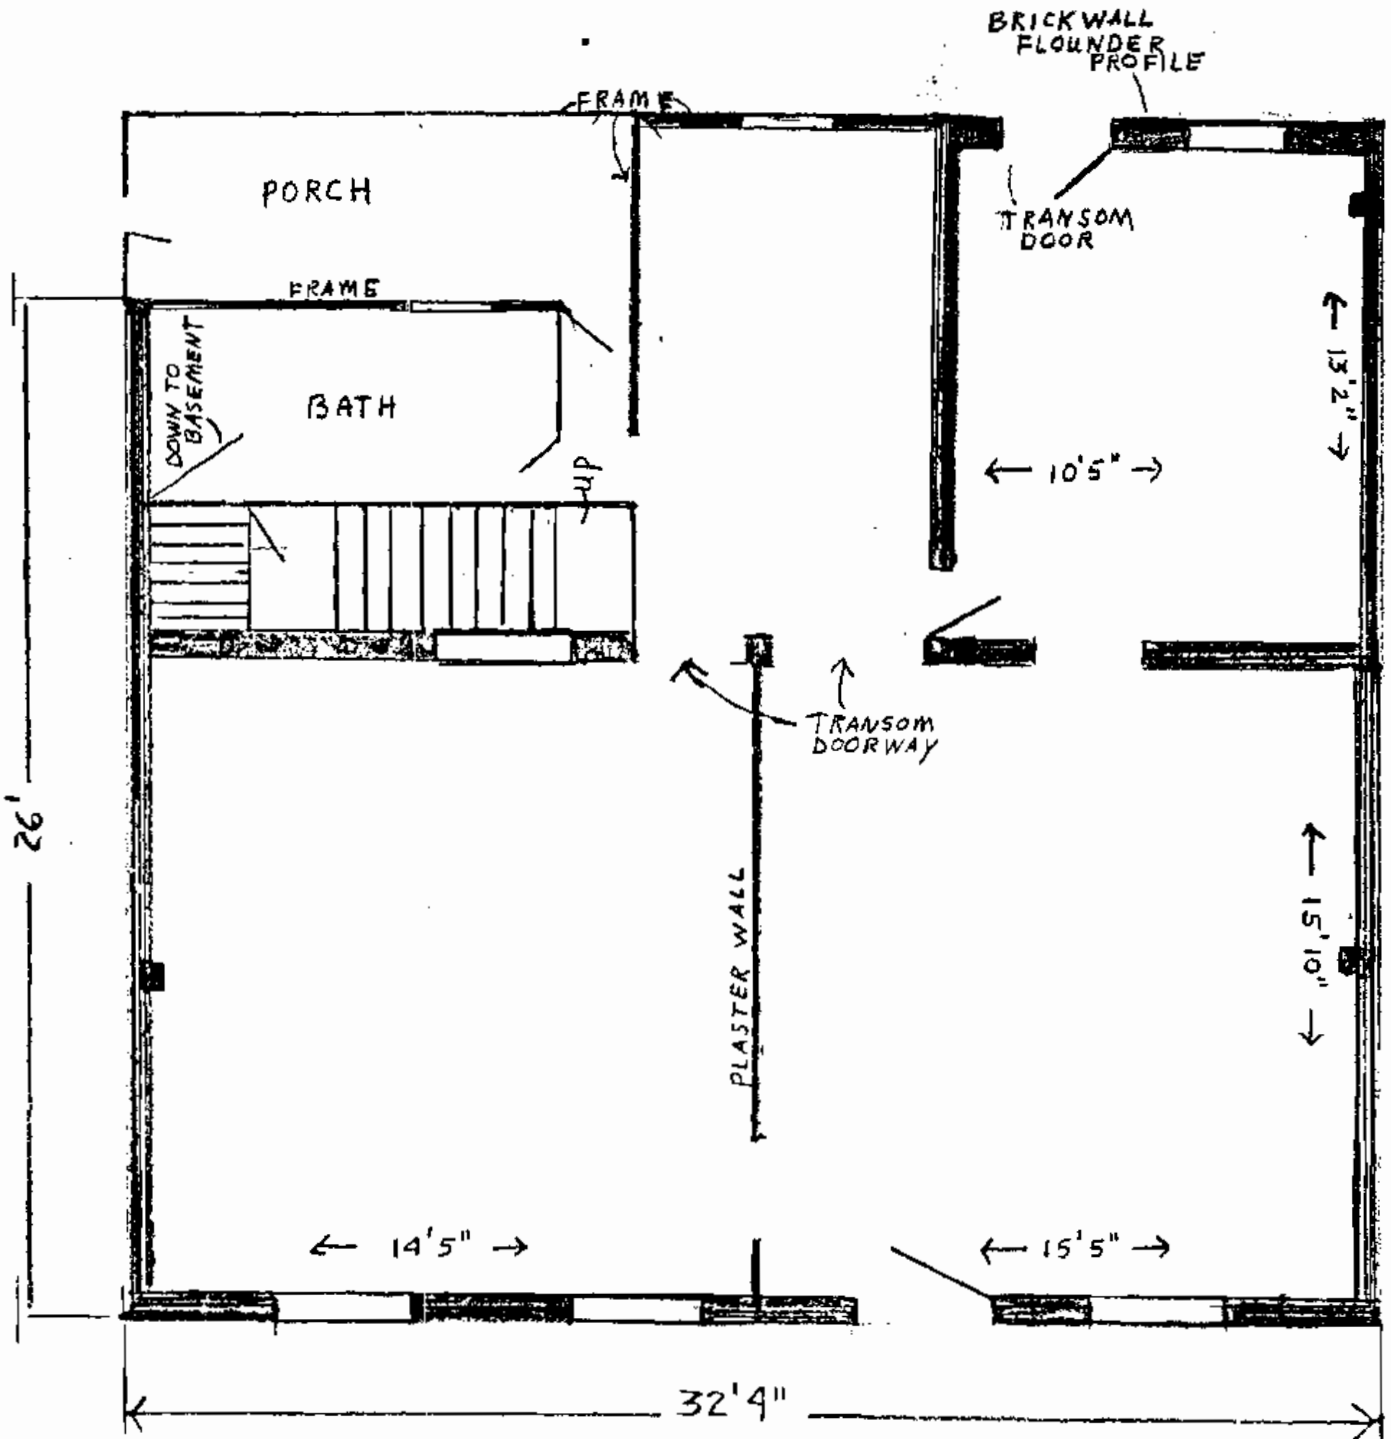 BRICKWALL
FLOUNDER
PROFILE
FRAME
PORCH
TRANSOM
DOOR
FRAME
DOWN TO
BASEMENT
BATH
13'2"
10'5"
UP
TRANSOM
DOORWAY
26'
PLASTER WALL
15'10"
14'5"
15'5"
32'4"